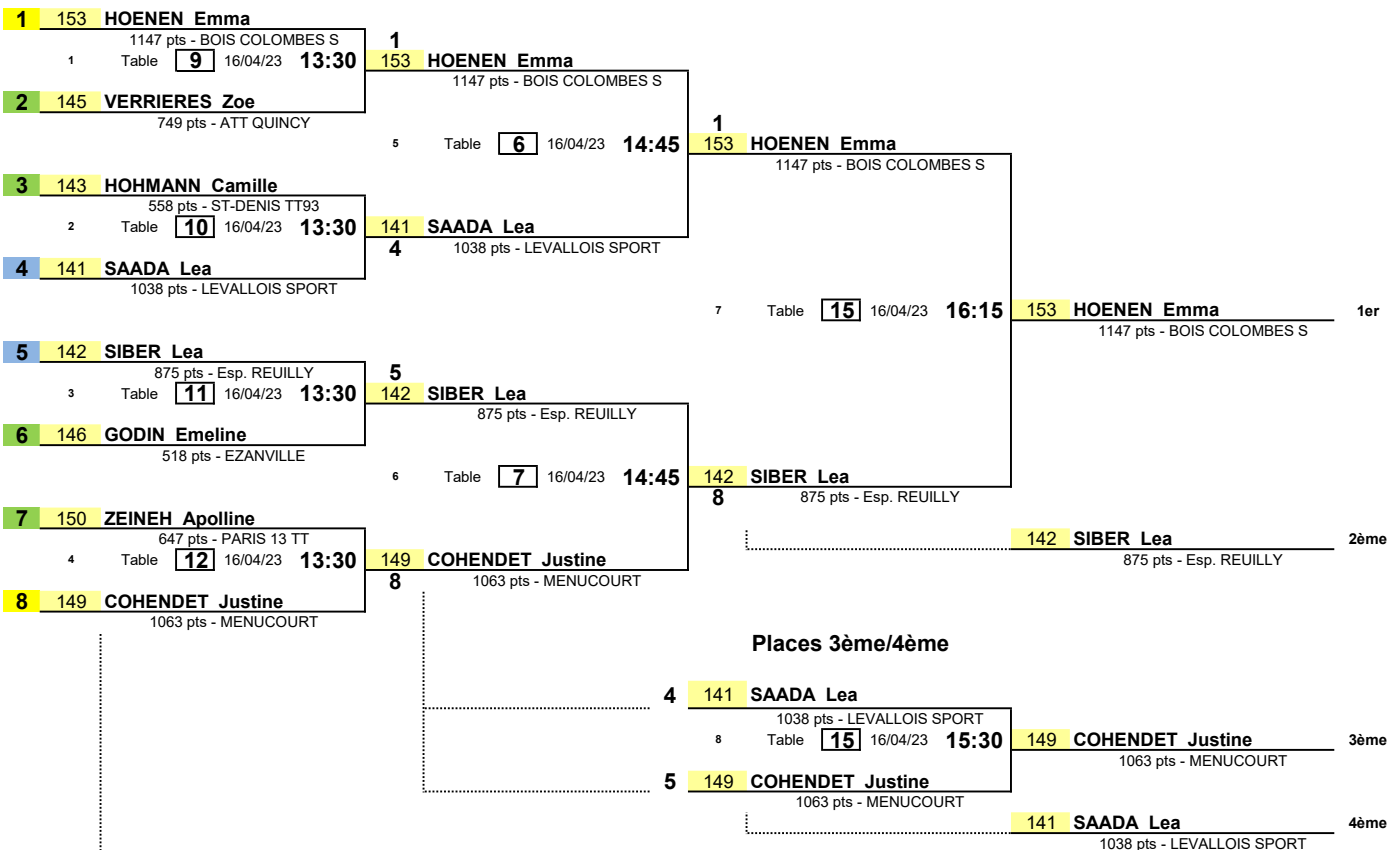 1 153 HOENEN Emma
1147 pts - BOIS COLOMBES S 1
1 Table 9 16/04/23 13:30 153 HOENEN Emma
1147 pts - BOIS COLOMBES S
2 145 VERRIERES Zoe
749 pts - ATT QUINCY 1
5 Table 6 16/04/23 14:45 153 HOENEN Emma
1147 pts - BOIS COLOMBES S
3 143 HOHMANN Camille
558 pts - ST-DENIS TT93
2 Table 10 16/04/23 13:30 141 SAADA Lea
4 1038 pts - LEVALLOIS SPORT
4 141 SAADA Lea
1038 pts - LEVALLOIS SPORT
7 Table 15 16/04/23 16:15 153 HOENEN Emma 1er
1147 pts - BOIS COLOMBES S
5 142 SIBER Lea
875 pts - Esp. REUILLY 5
3 Table 11 16/04/23 13:30 142 SIBER Lea
875 pts - Esp. REUILLY
6 146 GODIN Emeline
518 pts - EZANVILLE
6 Table 7 16/04/23 14:45 142 SIBER Lea
8 875 pts - Esp. REUILLY
7 150 ZEINEH Apolline
647 pts - PARIS 13 TT
142 SIBER Lea 2ème
875 pts - Esp. REUILLY
4 Table 12 16/04/23 13:30 149 COHENDET Justine
8 1063 pts - MENUCOURT
8 149 COHENDET Justine
1063 pts - MENUCOURT
Places 3ème/4ème
4 141 SAADA Lea
1038 pts - LEVALLOIS SPORT
8 Table 15 16/04/23 15:30 149 COHENDET Justine 3ème
1063 pts - MENUCOURT
5 149 COHENDET Justine
1063 pts - MENUCOURT
141 SAADA Lea 4ème
1038 pts - LEVALLOIS SPORT